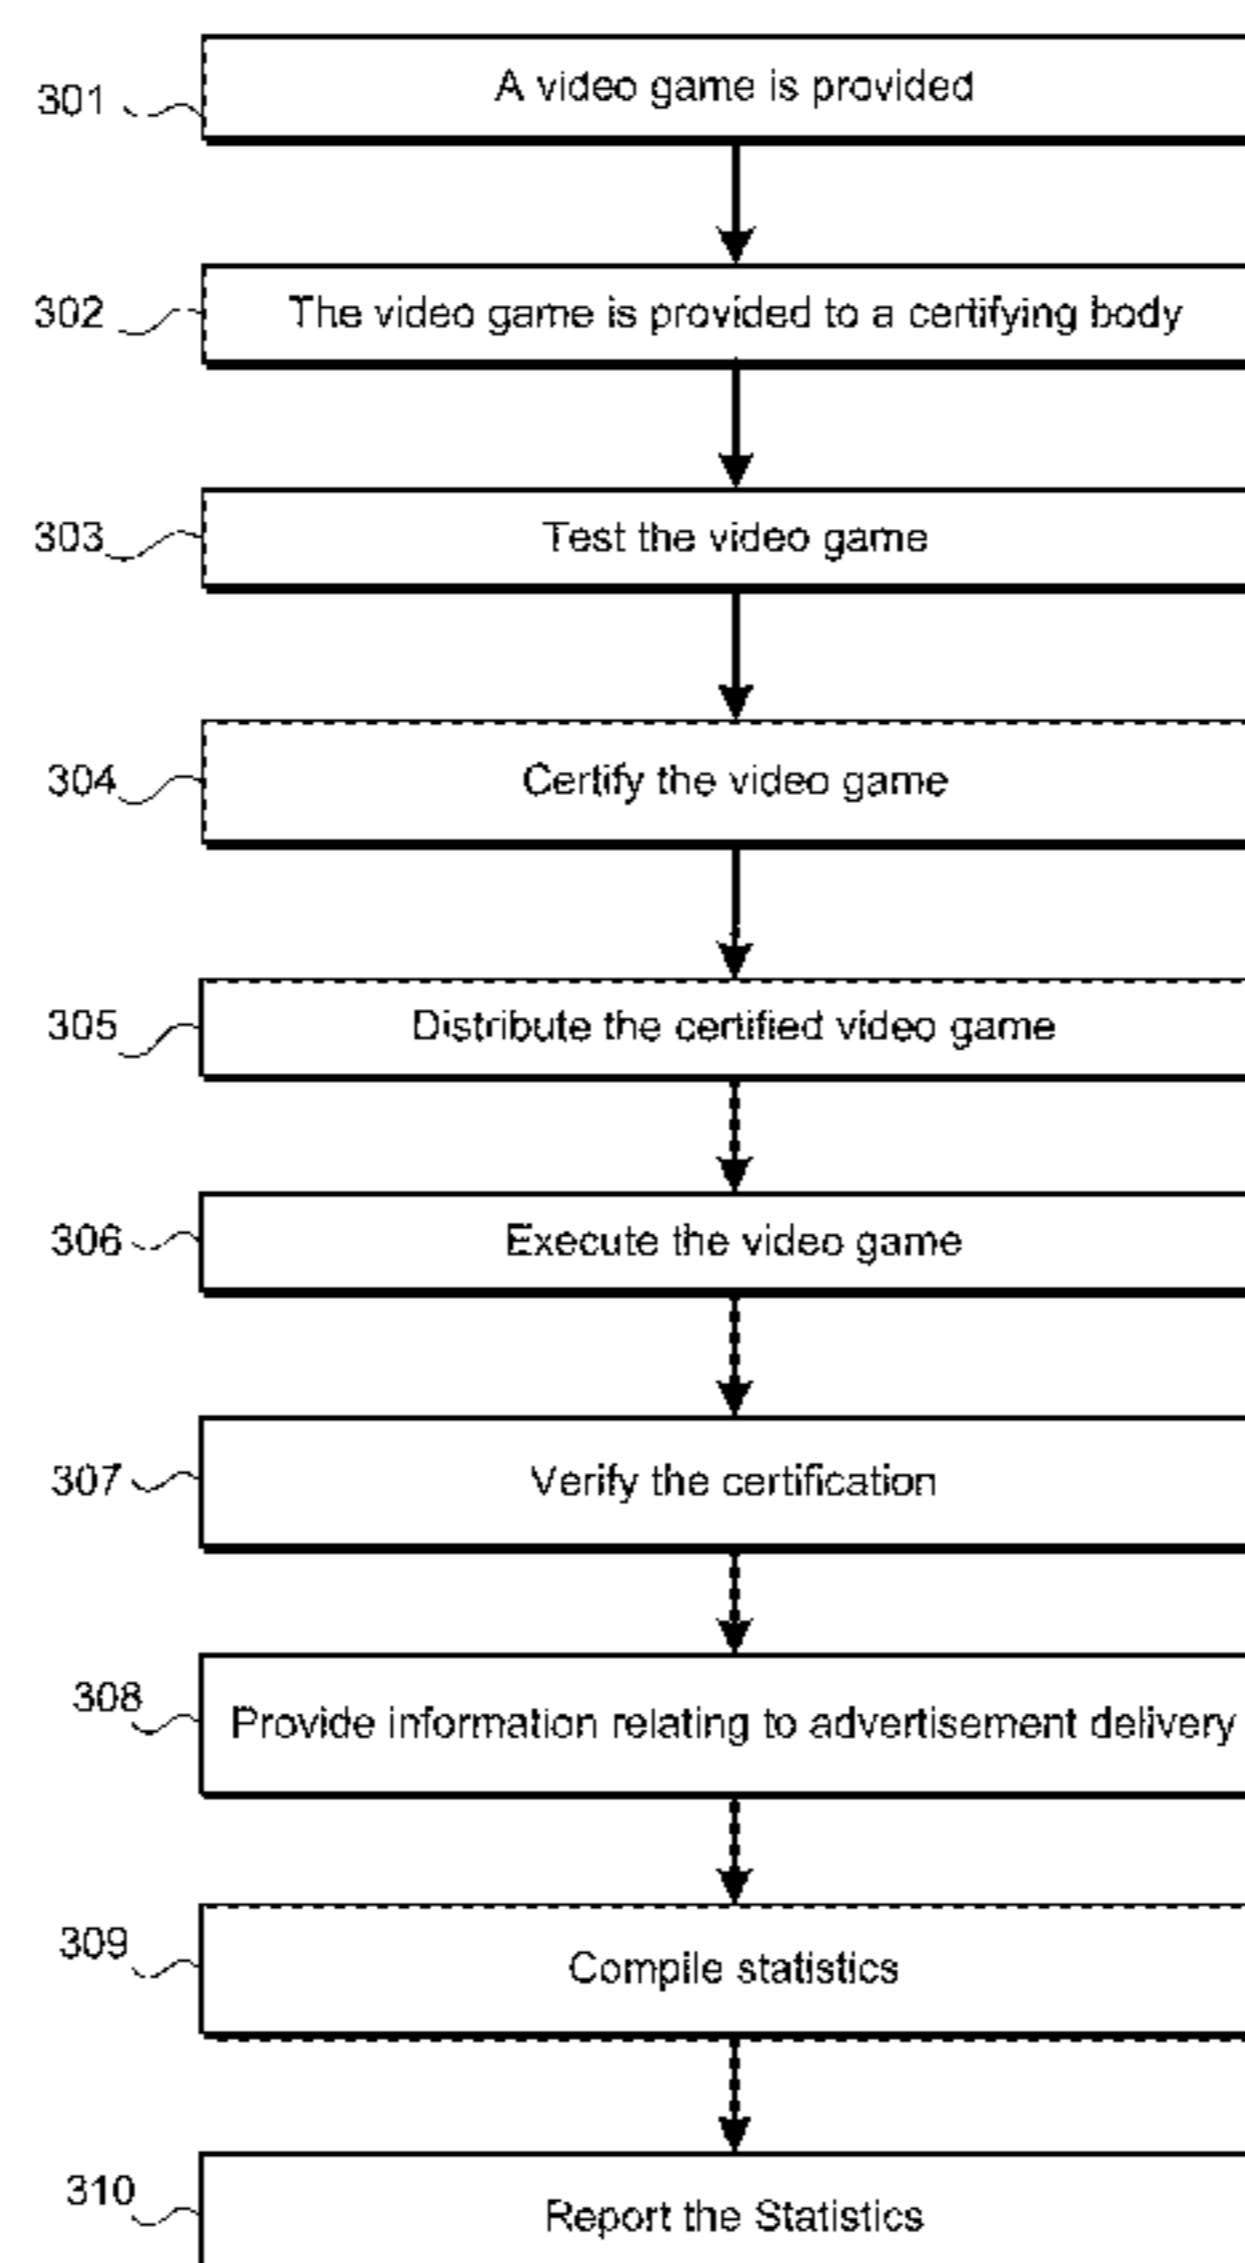 301 A video game is provided
302 The video game is provided to a certifying body
303 Test the video game
304 Certify the video game
305 Distribute the certified video game
306 Execute the video game
307 Verify the certification
308 Provide information relating to advertisement delivery
309 Compile statistics
310 Report the Statistics